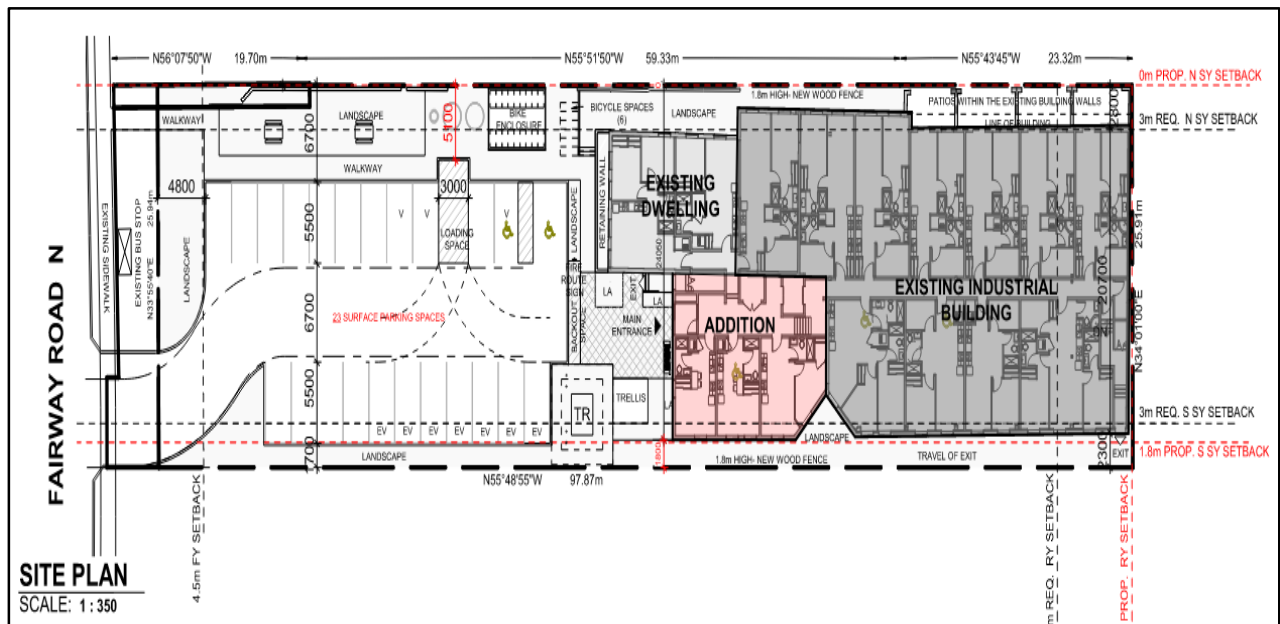 N56°07'50"W 19.70m N55°51'50"W 59.33m N55°43'45"W 23.32m
0m PROP. N SY SETBACK
1.8m HIGH- NEW WOOD FENCE
PATIOS WITHIN THE EXISTING BUILDING WALLS
LINE OF BUILDING
2800
3m REQ. N SY SETBACK
WALKWAY
LANDSCAPE
6700
5100
BIKE
ENCLOSURE
BICYCLE SPACES
(6)
LANDSCAPE
WALKWAY
4800
3000
V V V
LOADING
SPACE
5500
LANDSCAPE
RETAINING WALL
EXISTING
DWELLING
24050
25.91m
EXISTING SIDEWALK
EXISTING BUS STOP
N33°55'40"E 25.94m
LANDSCAPE
FIRE
ROUTE
SIGN
LA
EXIT
LA
6700
23 SURFACE PARKING SPACES
BACKOUT
SPACE
MAIN
ENTRANCE
ADDITION
EXISTING INDUSTRIAL
BUILDING
20700
N34°01'00"E
FAIRWAY ROAD N
5500
EV EV EV EV EV EV EV
TR
TRELLIS
LA
3m REQ. S SY SETBACK
LANDSCAPE
1700
LANDSCAPE
1800
1.8m HIGH- NEW WOOD FENCE
TRAVEL OF EXIT
2300
EXIT
1.8m PROP. S SY SETBACK
N55°48'55"W 97.87m
4.5m FY SETBACK
m REQ. RY SETBACK
PROP. RY SETBACK
SITE PLAN
SCALE: 1 : 350